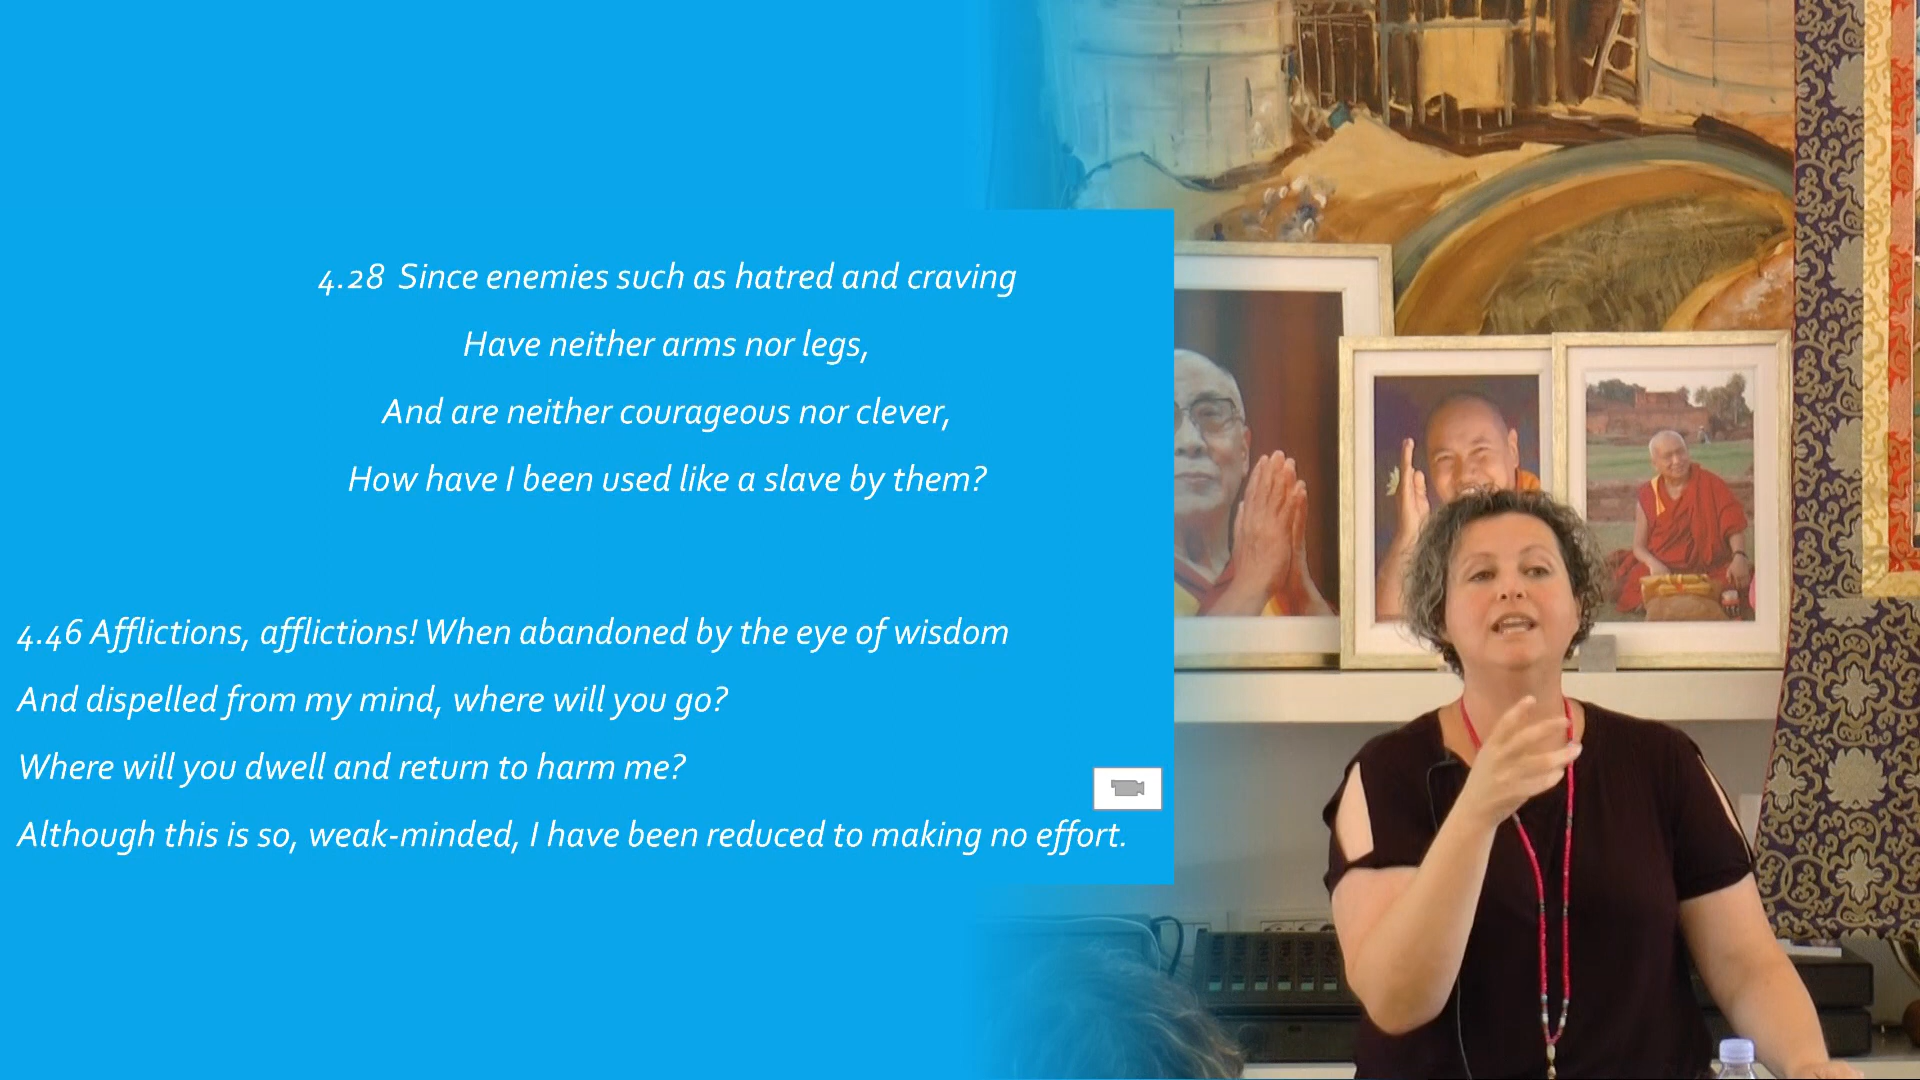 4.28 Since enemies such as hatred and craving
Have neither arms nor legs,
And are neither courageous nor clever,
How have I been used like a slave by them?
4.46 Afflictions, afflictions! When abandoned by the eye of wisdom
And dispelled from my mind, where will you go?
Where will you dwell and return to harm me?
Although this is so, weak-minded, I have been reduced to making no effort.